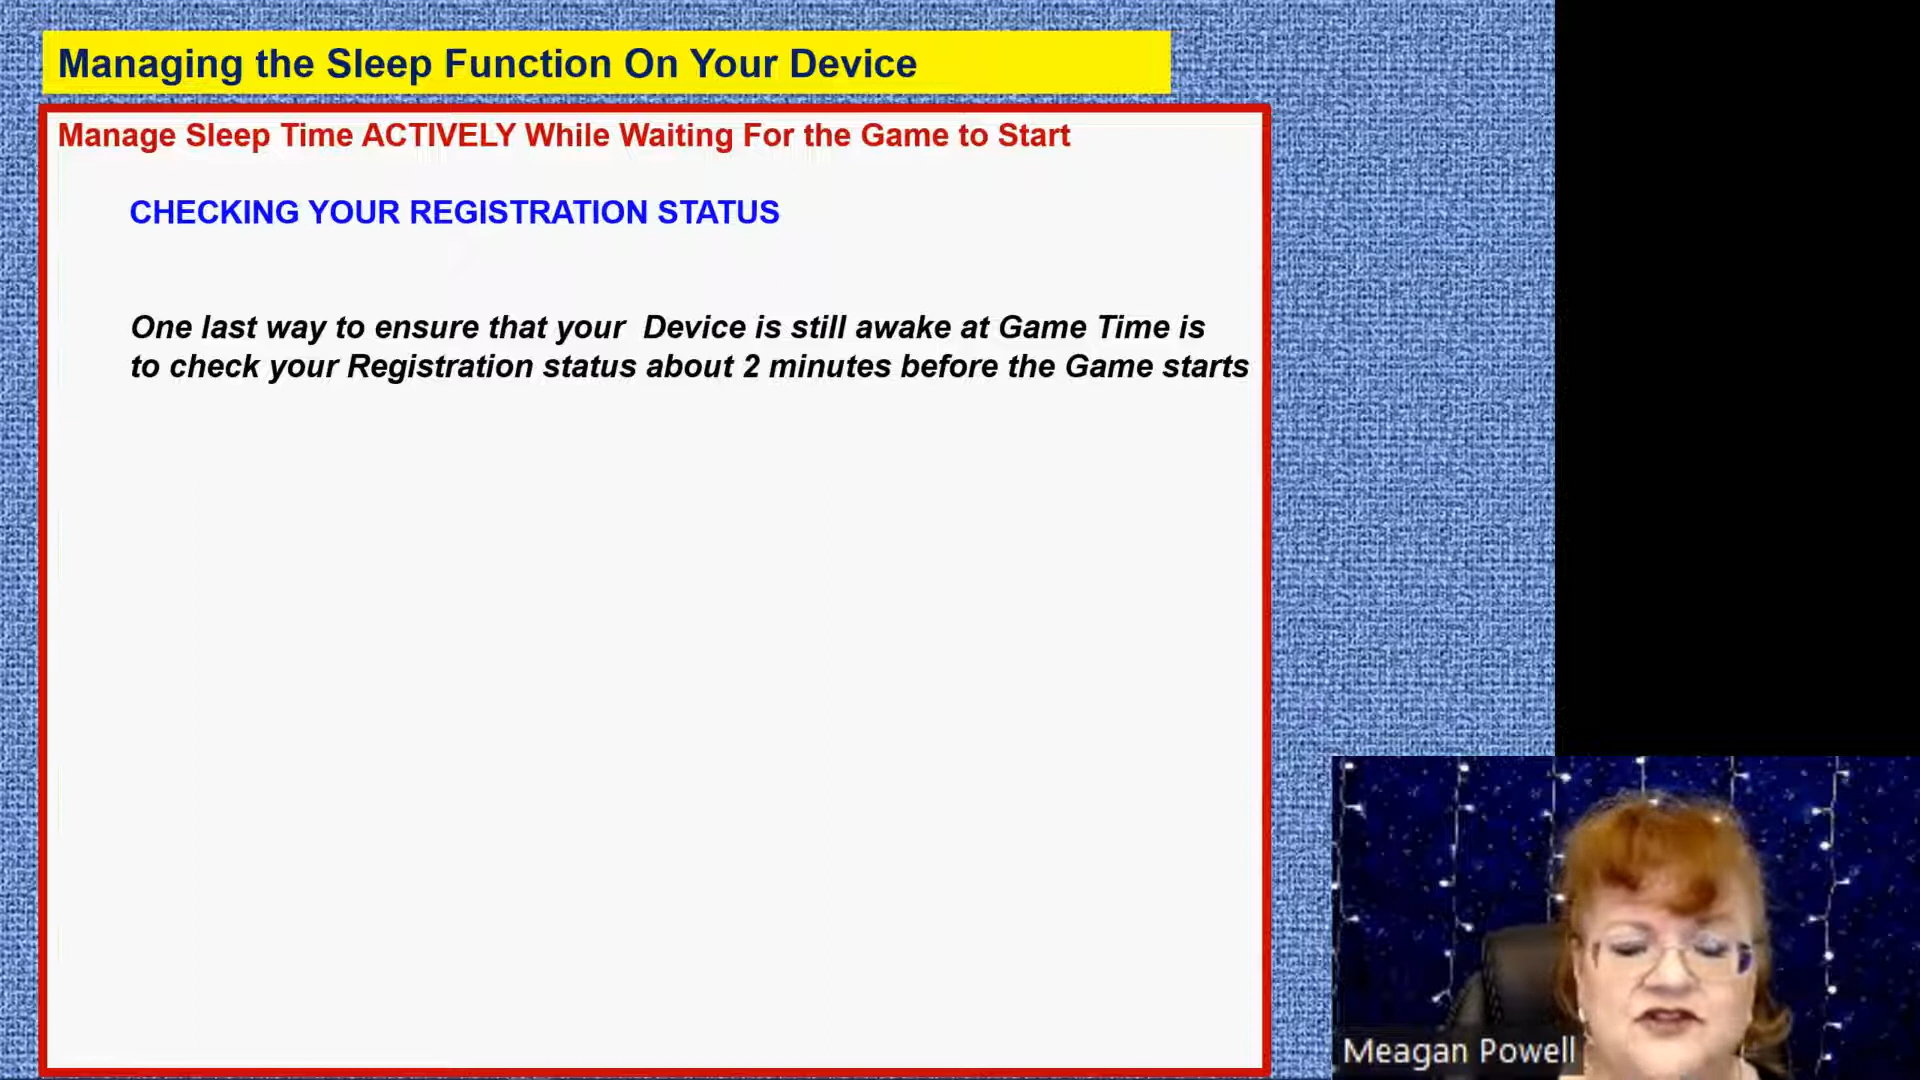 Managing the Sleep Function On Your Device
Manage Sleep Time ACTIVELY While Waiting For the Game to Start
CHECKING YOUR REGISTRATION STATUS
One last way to ensure that your Device is still awake at Game Time is
to check your Registration status about 2 minutes before the Game starts
Meagan Powell